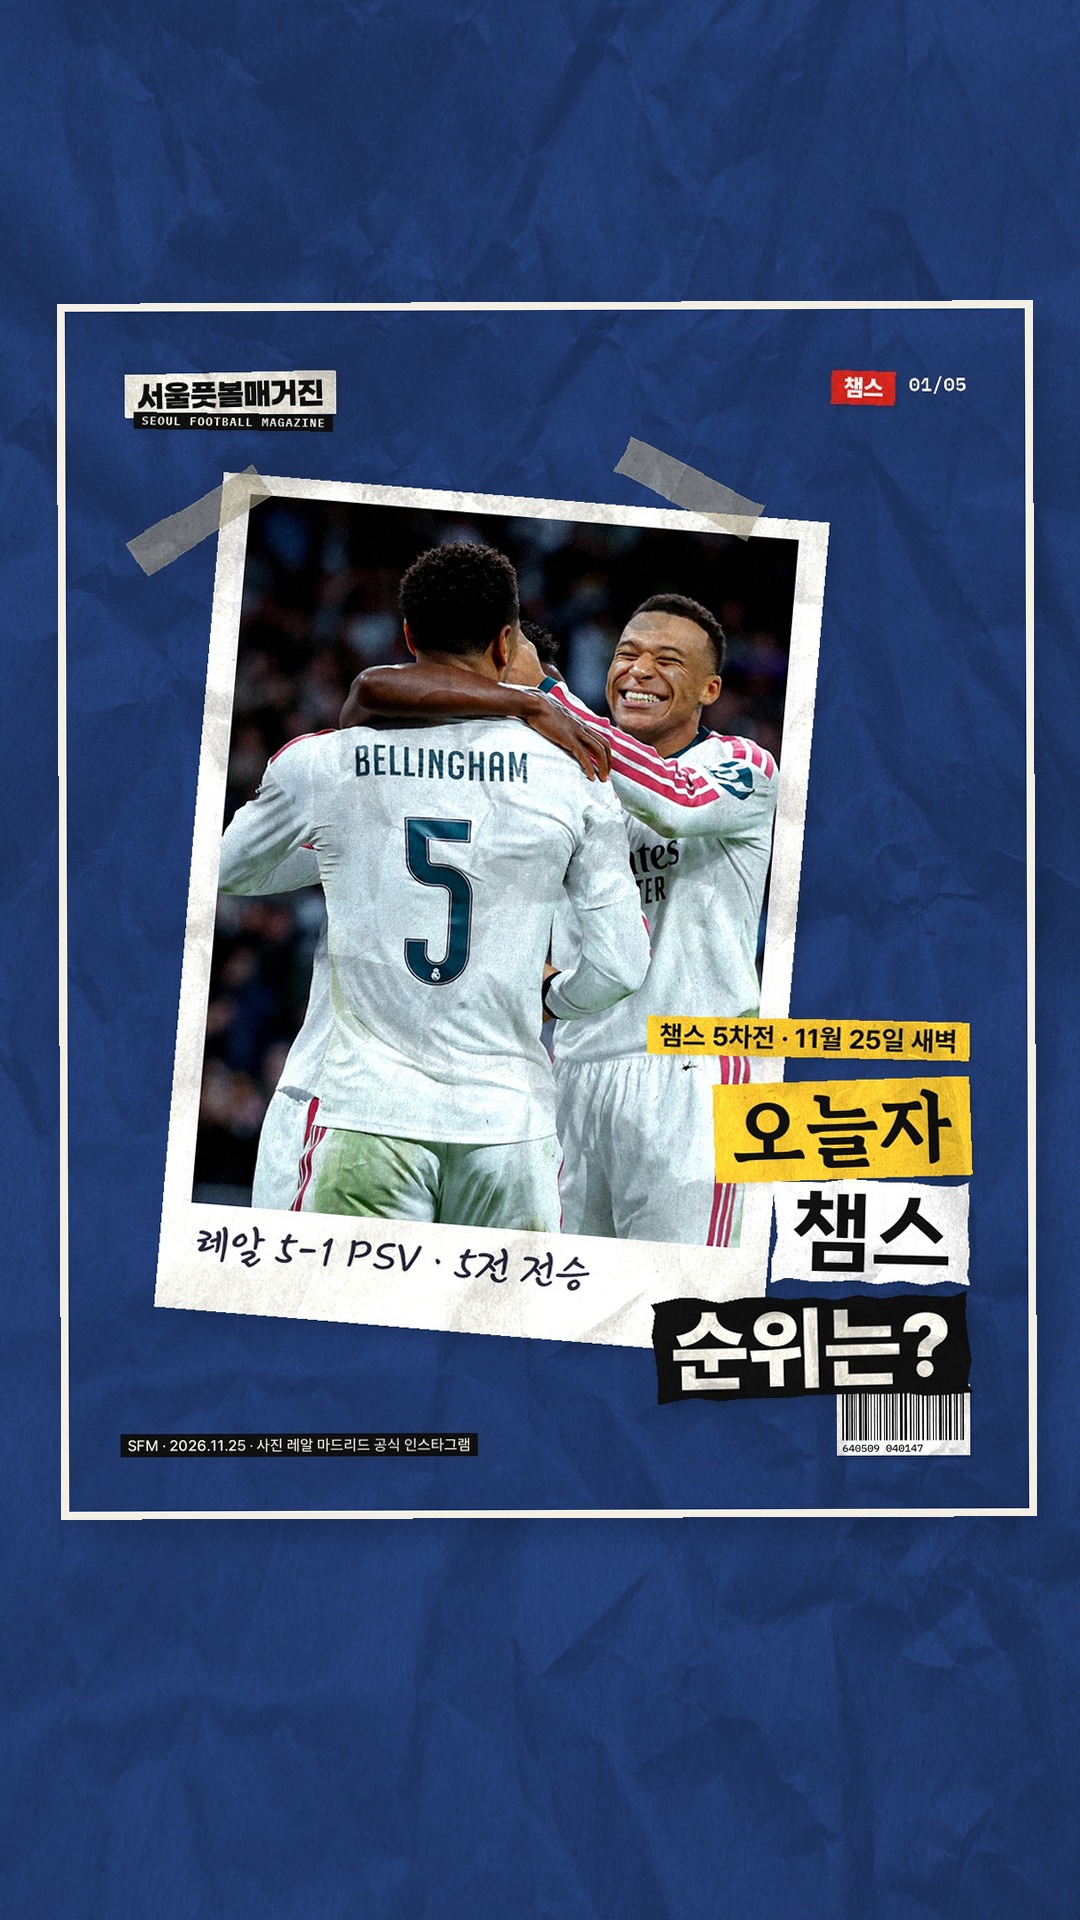 서울풋볼매거진
SEOUL FOOTBALL MAGAZINE
챔스 01/05
BELLINGHAM
5
챔스 5차전 · 11월 25일 새벽
오늘자
챔스
순위는?
레알 5-1 PSV · 5전 전승
SFM · 2026.11.25 · 사진 레알 마드리드 공식 인스타그램
640509 040147